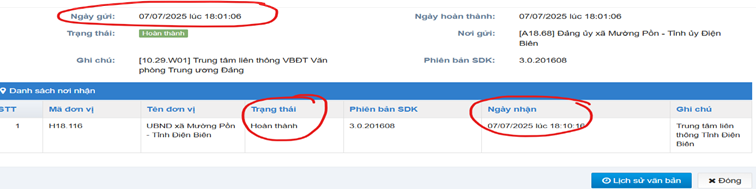 Ngày gửi: 07/07/2025 lúc 18:01:06 Ngày hoàn thành: 07/07/2025 lúc 18:01:06
Trạng thái: Hoàn thành Nơi gửi: [A18.68] Đảng ủy xã Mường Pồn - Tỉnh ủy Điện
Biên
Ghi chú: [10.29.W01] Trung tâm liên thông VBĐT Văn Phiên bản SDK: 3.0.201608
phòng Trung ương Đảng
Danh sách nơi nhận
STT Mã đơn vị Tên đơn vị Trạng thái Phiên bản SDK Ngày nhận Ghi chú
1 H18.116 UBND xã Mường Pồn Hoàn thành 3.0.201608 07/07/2025 lúc 18:10:16 Trung tâm liên
- Tỉnh Điện Biên thông Tỉnh Điện
Biên
Lịch sử văn bản Đóng